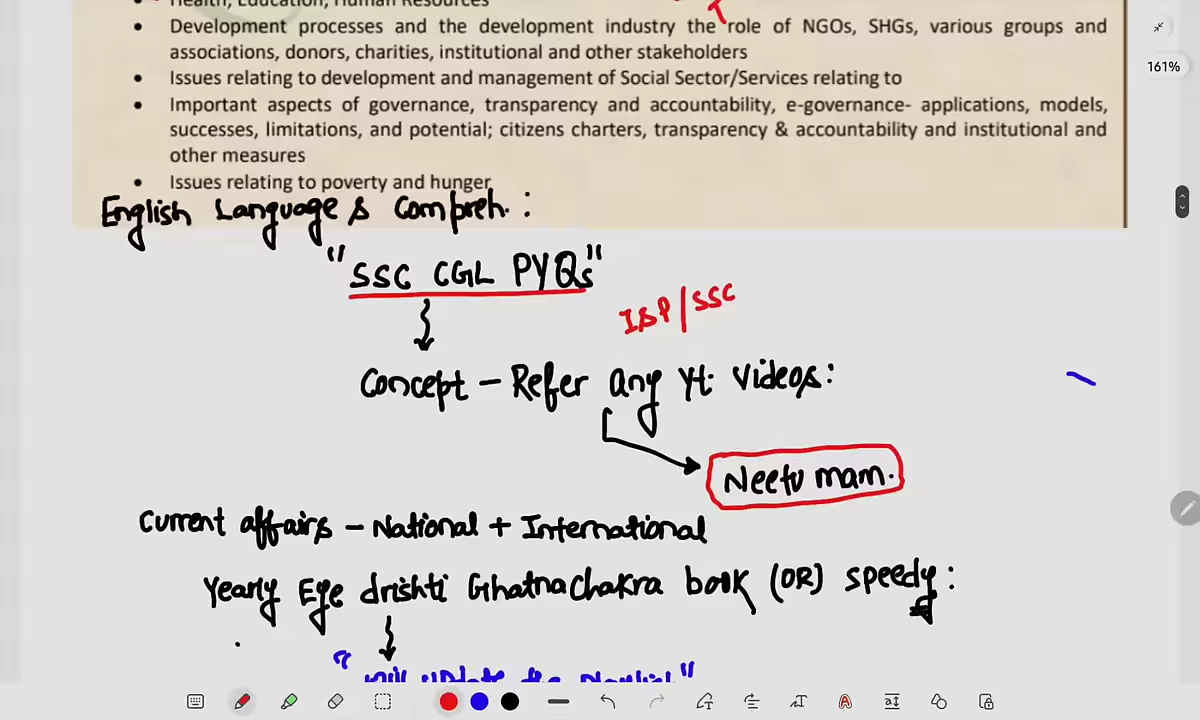 Health, Education, Human Resources
• Development processes and the development industry the role of NGOs, SHGs, various groups and
associations, donors, charities, institutional and other stakeholders
• Issues relating to development and management of Social Sector/Services relating to
• Important aspects of governance, transparency and accountability, e-governance- applications, models,
successes, limitations, and potential; citizens charters, transparency & accountability and institutional and
other measures
• Issues relating to poverty and hunger
English Language & Compreh. :
"SSC CGL PYQs"
ISP/SSC
Concept – Refer any Yt. Videos:
Neetu mam.
Current affairs – National + International
Yearly Eye drishti GhatnaChakra book (OR) speedy:
"will update the playlist"
161%